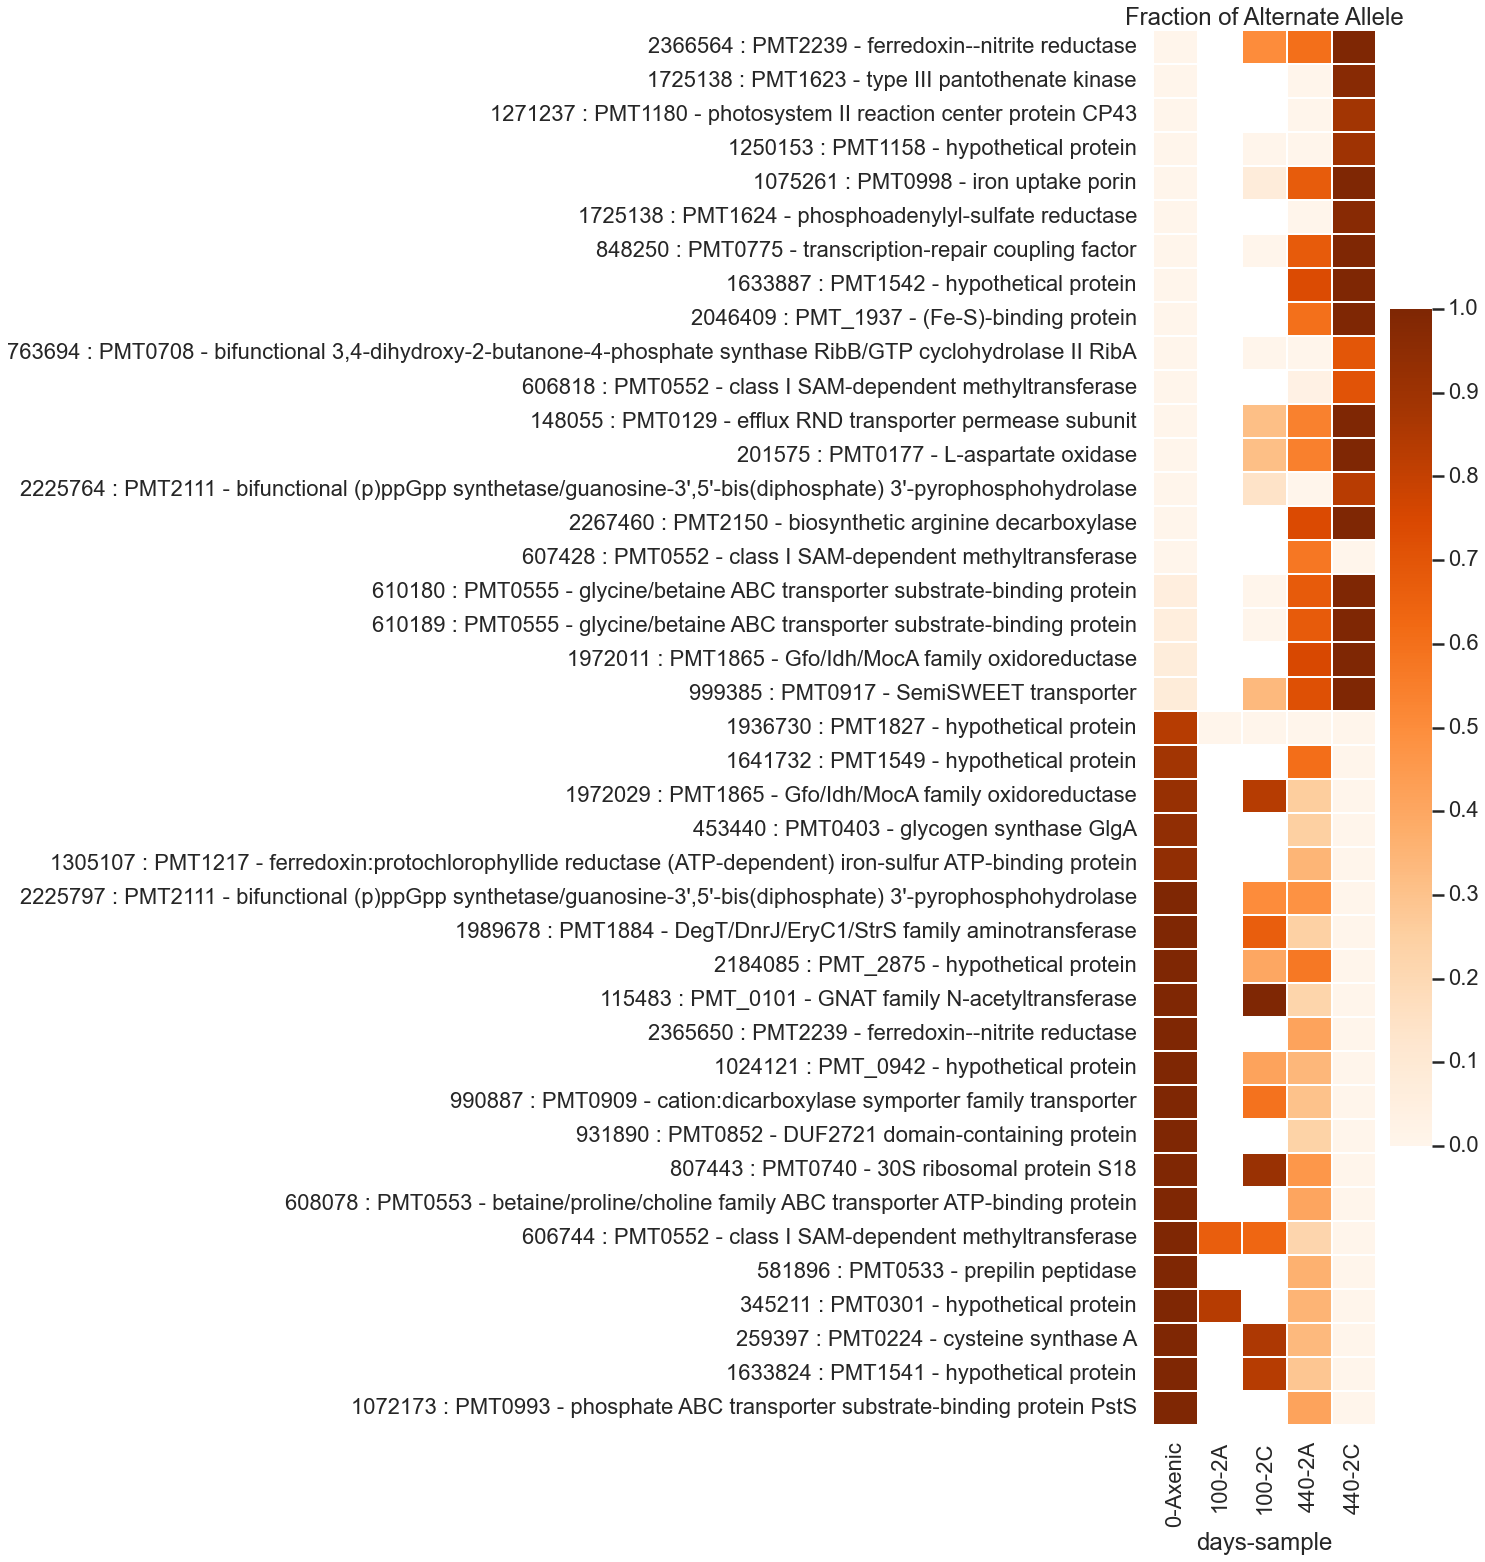 Fraction of Alternate Allele
2366564 : PMT2239 - ferredoxin--nitrite reductase
1725138 : PMT1623 - type III pantothenate kinase
1271237 : PMT1180 - photosystem II reaction center protein CP43
1250153 : PMT1158 - hypothetical protein
1075261 : PMT0998 - iron uptake porin
1725138 : PMT1624 - phosphoadenylyl-sulfate reductase
848250 : PMT0775 - transcription-repair coupling factor
1633887 : PMT1542 - hypothetical protein
2046409 : PMT_1937 - (Fe-S)-binding protein
763694 : PMT0708 - bifunctional 3,4-dihydroxy-2-butanone-4-phosphate synthase RibB/GTP cyclohydrolase II RibA
606818 : PMT0552 - class I SAM-dependent methyltransferase
148055 : PMT0129 - efflux RND transporter permease subunit
201575 : PMT0177 - L-aspartate oxidase
2225764 : PMT2111 - bifunctional (p)ppGpp synthetase/guanosine-3',5'-bis(diphosphate) 3'-pyrophosphohydrolase
2267460 : PMT2150 - biosynthetic arginine decarboxylase
607428 : PMT0552 - class I SAM-dependent methyltransferase
610180 : PMT0555 - glycine/betaine ABC transporter substrate-binding protein
610189 : PMT0555 - glycine/betaine ABC transporter substrate-binding protein
1972011 : PMT1865 - Gfo/Idh/MocA family oxidoreductase
999385 : PMT0917 - SemiSWEET transporter
1936730 : PMT1827 - hypothetical protein
1641732 : PMT1549 - hypothetical protein
1972029 : PMT1865 - Gfo/Idh/MocA family oxidoreductase
453440 : PMT0403 - glycogen synthase GlgA
1305107 : PMT1217 - ferredoxin:protochlorophyllide reductase (ATP-dependent) iron-sulfur ATP-binding protein
2225797 : PMT2111 - bifunctional (p)ppGpp synthetase/guanosine-3',5'-bis(diphosphate) 3'-pyrophosphohydrolase
1989678 : PMT1884 - DegT/DnrJ/EryC1/StrS family aminotransferase
2184085 : PMT_2875 - hypothetical protein
115483 : PMT_0101 - GNAT family N-acetyltransferase
2365650 : PMT2239 - ferredoxin--nitrite reductase
1024121 : PMT_0942 - hypothetical protein
990887 : PMT0909 - cation:dicarboxylase symporter family transporter
931890 : PMT0852 - DUF2721 domain-containing protein
807443 : PMT0740 - 30S ribosomal protein S18
608078 : PMT0553 - betaine/proline/choline family ABC transporter ATP-binding protein
606744 : PMT0552 - class I SAM-dependent methyltransferase
581896 : PMT0533 - prepilin peptidase
345211 : PMT0301 - hypothetical protein
259397 : PMT0224 - cysteine synthase A
1633824 : PMT1541 - hypothetical protein
1072173 : PMT0993 - phosphate ABC transporter substrate-binding protein PstS
0-Axenic
100-2A
100-2C
440-2A
440-2C
days-sample
1.0
0.9
0.8
0.7
0.6
0.5
0.4
0.3
0.2
0.1
0.0